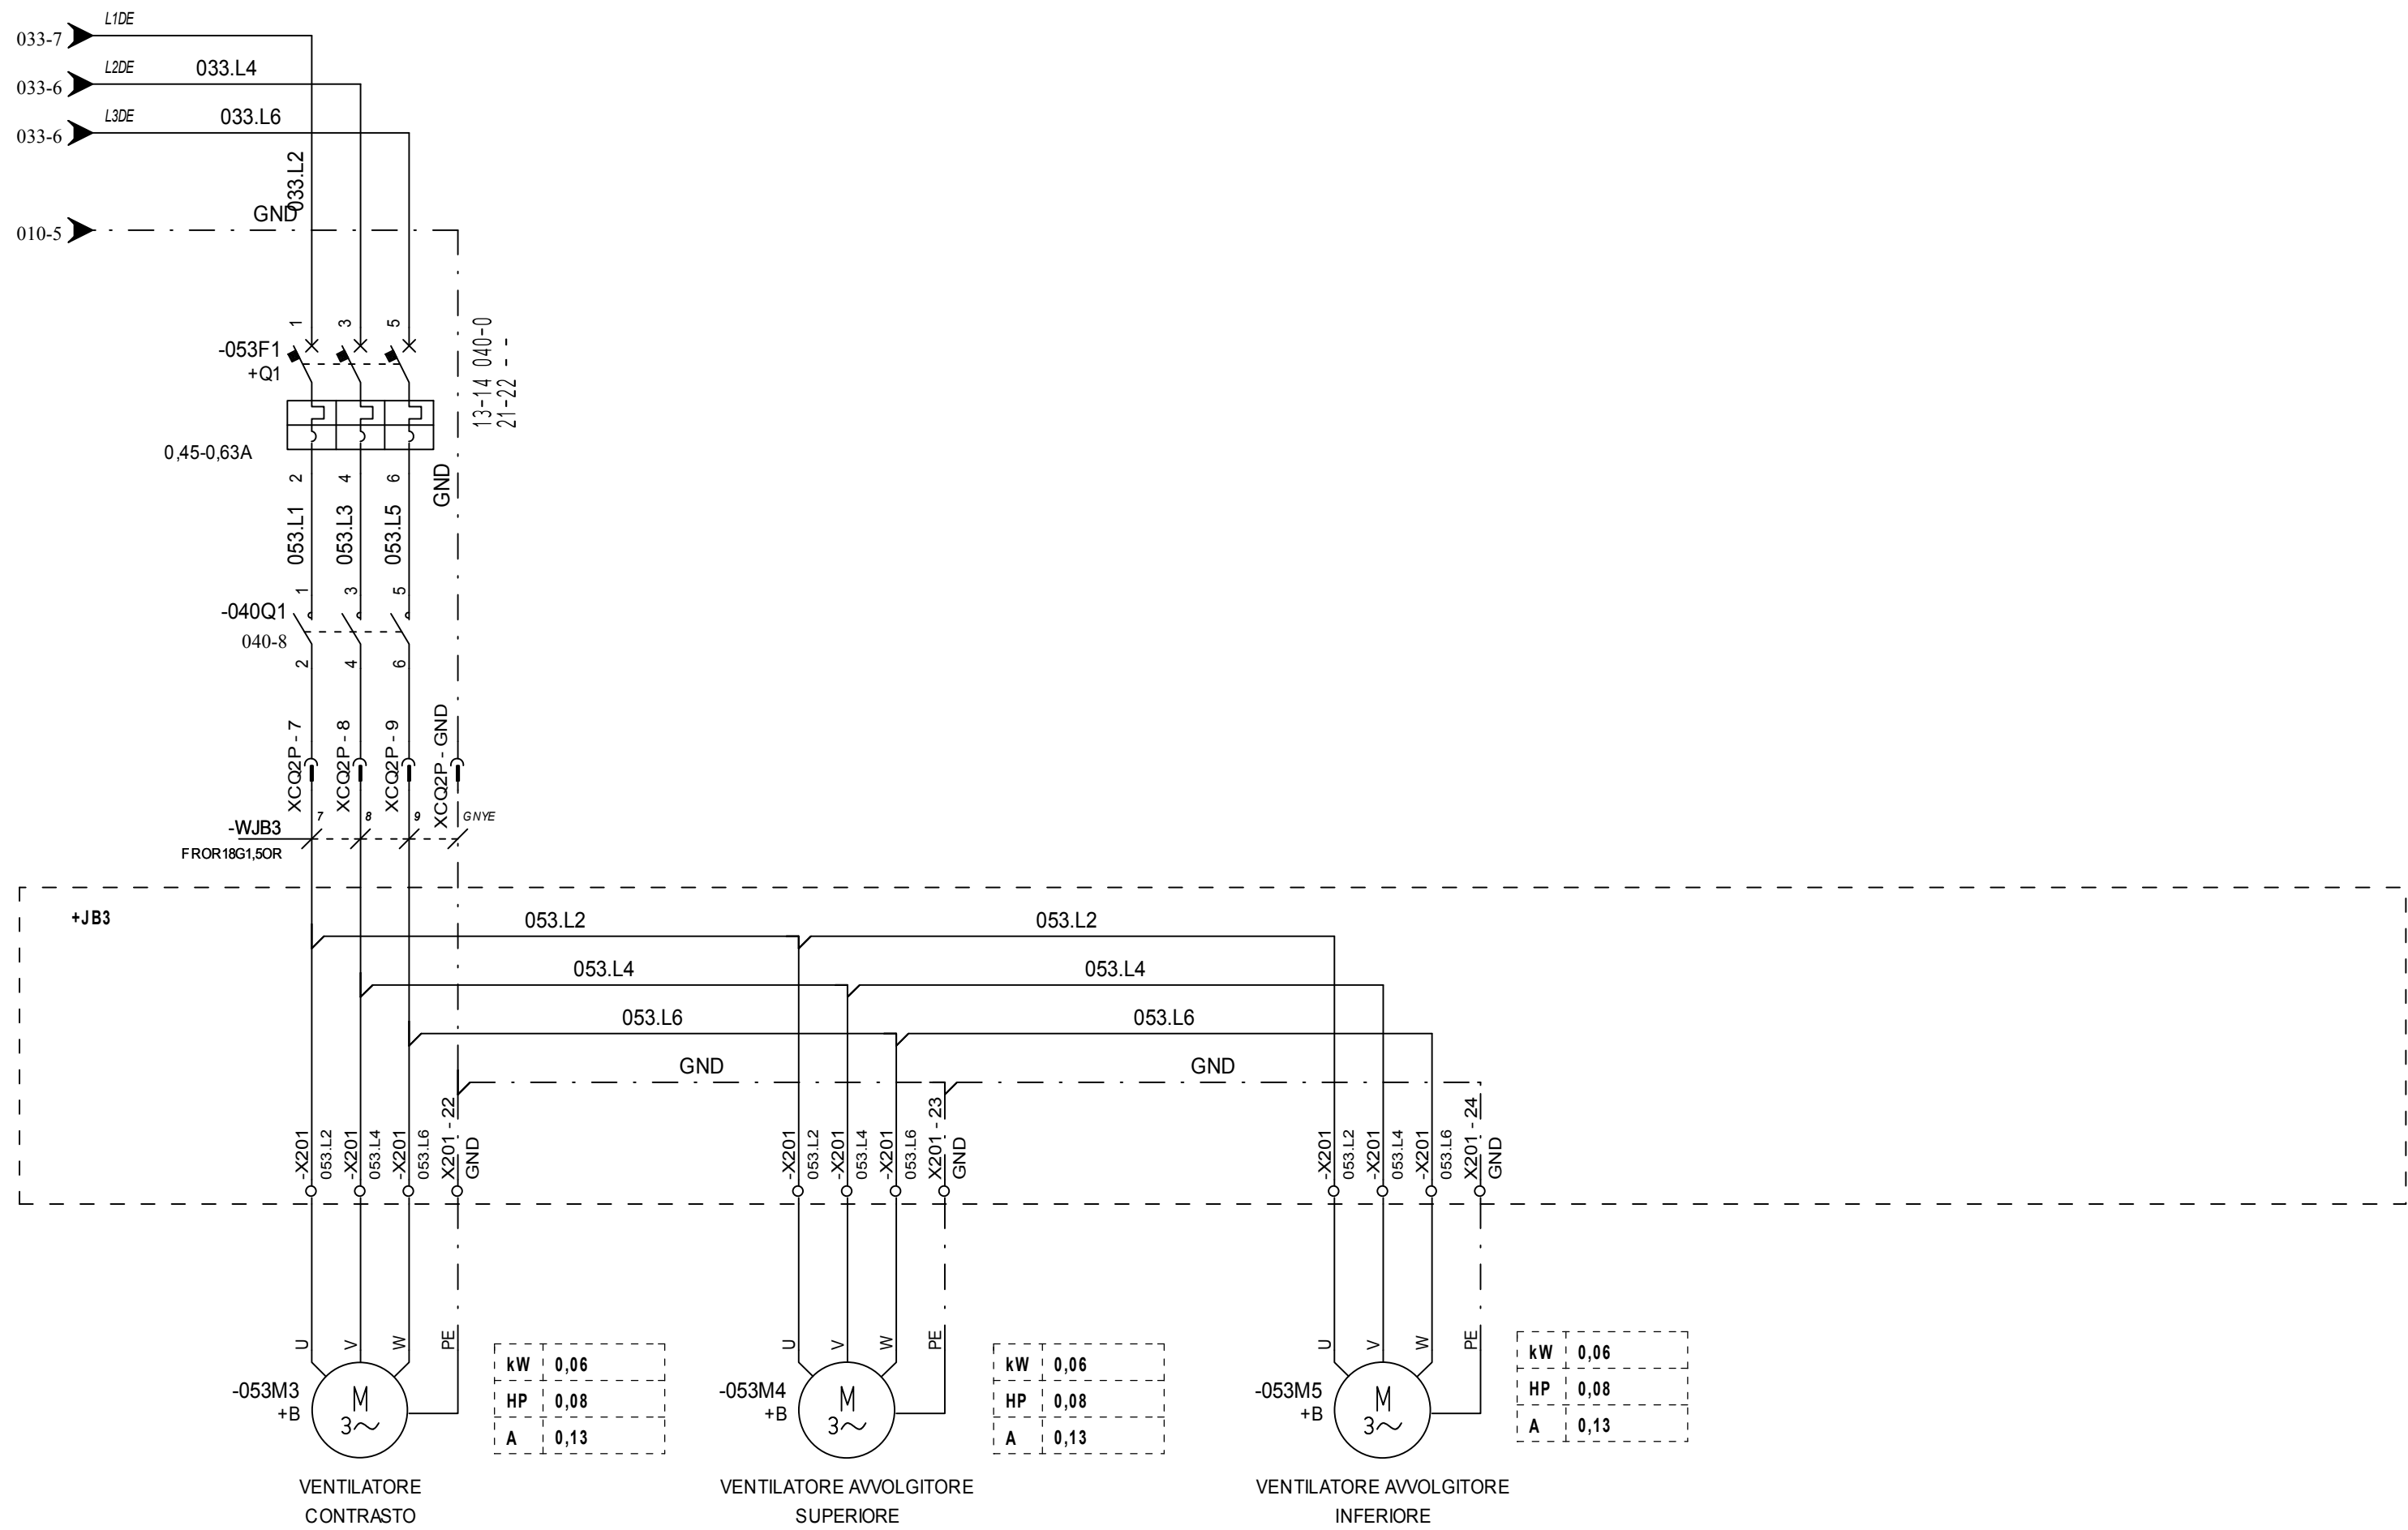 L1DE
033-7
L2DE
033.L4
033-6
L3DE
033.L6
033-6
033.L2
GND
010-5
1
3
5
-053F1
+Q1
13-14 040-0
21-22 - -
0,45-0,63A
2
4
6
GND
053.L1
053.L3
053.L5
1
3
5
-040Q1
040-8
2
4
6
XCQ2P - 7
XCQ2P - 8
XCQ2P - 9
XCQ2P - GND
7
8
9
GNYE
-WJB3
FROR18G1,5OR
+JB3
053.L2
053.L2
053.L4
053.L4
053.L6
053.L6
GND
GND
-X201
053.L2
-X201
053.L4
-X201
053.L6
X201 - 22
GND
-X201
053.L2
-X201
053.L4
-X201
053.L6
X201 - 23
GND
-X201
053.L2
-X201
053.L4
-X201
053.L6
X201 - 24
GND
U
V
W
PE
U
V
W
PE
U
V
W
PE
-053M3
+B
M
3~
kW 0,06
HP 0,08
A 0,13
-053M4
+B
M
3~
kW 0,06
HP 0,08
A 0,13
-053M5
+B
M
3~
kW 0,06
HP 0,08
A 0,13
VENTILATORE
CONTRASTO
VENTILATORE AVVOLGITORE
SUPERIORE
VENTILATORE AVVOLGITORE
INFERIORE